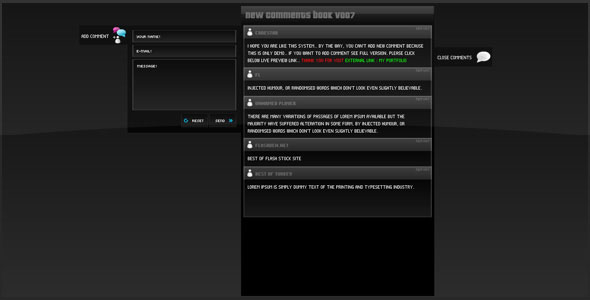 NEW COMMENTS BOOK V007
ADD COMMENT
YOUR NAME:
E-MAIL:
MESSAGE:
RESET
SEND
I HOPE YOU ARE LIKE THIS SYSTEM.. BY THE WAY, YOU CAN'T ADD NEW COMMENT BECAUSE
THIS IS ONLY DEMO.. IF YOU WANT TO ADD COMMENT SEE FULL VERSION, PLEASE CLICK
BELOW LIVE PREVIEW LINK... THANK YOU FOR VISIT EXTERNAL LINK : MY PORTFOLIO
INJECTED HUMOUR, OR RANDOMISED WORDS WHICH DON'T LOOK EVEN SLIGHTLY BELIEVABLE.
UNNAMED PLAYER
THERE ARE MANY VARIATIONS OF PASSAGES OF LOREM IPSUM AVAILABLE BUT THE
MAJORITY HAVE SUFFERED ALTERATION IN SOME FORM, BY INJECTED HUMOUR, OR
RANDOMISED WORDS WHICH DON'T LOOK EVEN SLIGHTLY BELIEVABLE.
FLASHDEN.NET
BEST OF FLASH STOCK SITE
BEST OF TURKEY
LOREM IPSUM IS SIMPLY DUMMY TEXT OF THE PRINTING AND TYPESETTING INDUSTRY.
CLOSE COMMENTS